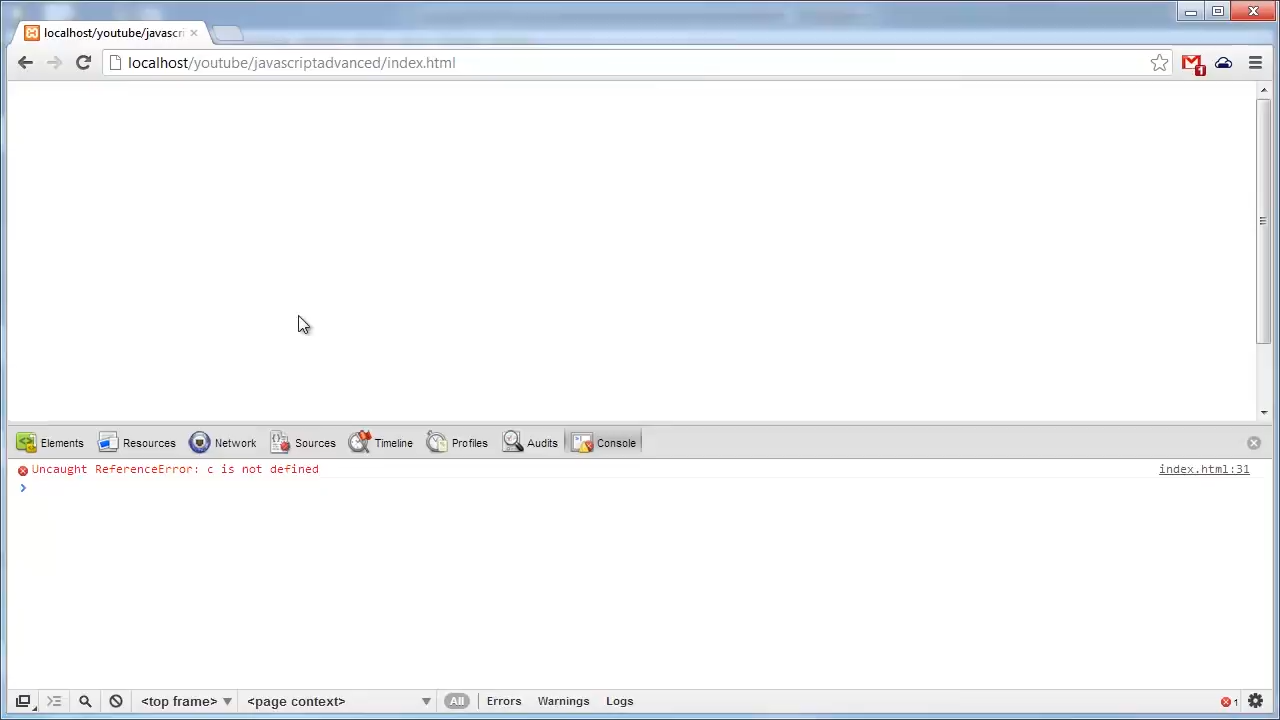 localhost/youtube/javascri
localhost/youtube/javascriptadvanced/index.html
1
Elements Resources Network Sources Timeline Profiles Audits Console
Uncaught ReferenceError: c is not defined index.html:31
>
<top frame> <page context> All Errors Warnings Logs 1